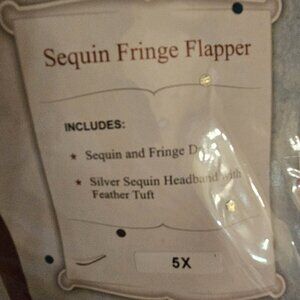 Sequin Fringe Flapper
INCLUDES:
★ Sequin and Fringe
★ Silver Sequin Headband with
Feather Tuft
5X